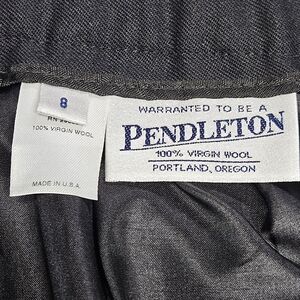 8
RN
100% VIRGIN WOOL
MADE IN U.S.A.
WARRANTED TO BE A
PENDLETON
100% VIRGIN WOOL
PORTLAND, OREGON